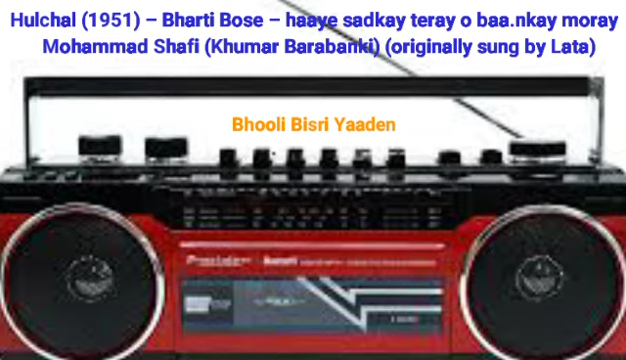 Hulchal (1951) – Bharti Bose – haaye sadkay teray o baa.nkay moray
Mohammad Shafi (Khumar Barabanki) (originally sung by Lata)
Bhooli Bisri Yaaden